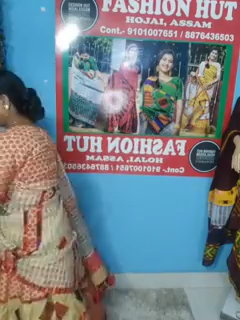 FASHION HUT
HOJAI, ASSAM
Cont.- 9101007651 / 8876436503
FASHION HUT
HOJAI, ASSAM
Cont.- 9101007651 / 8876436503